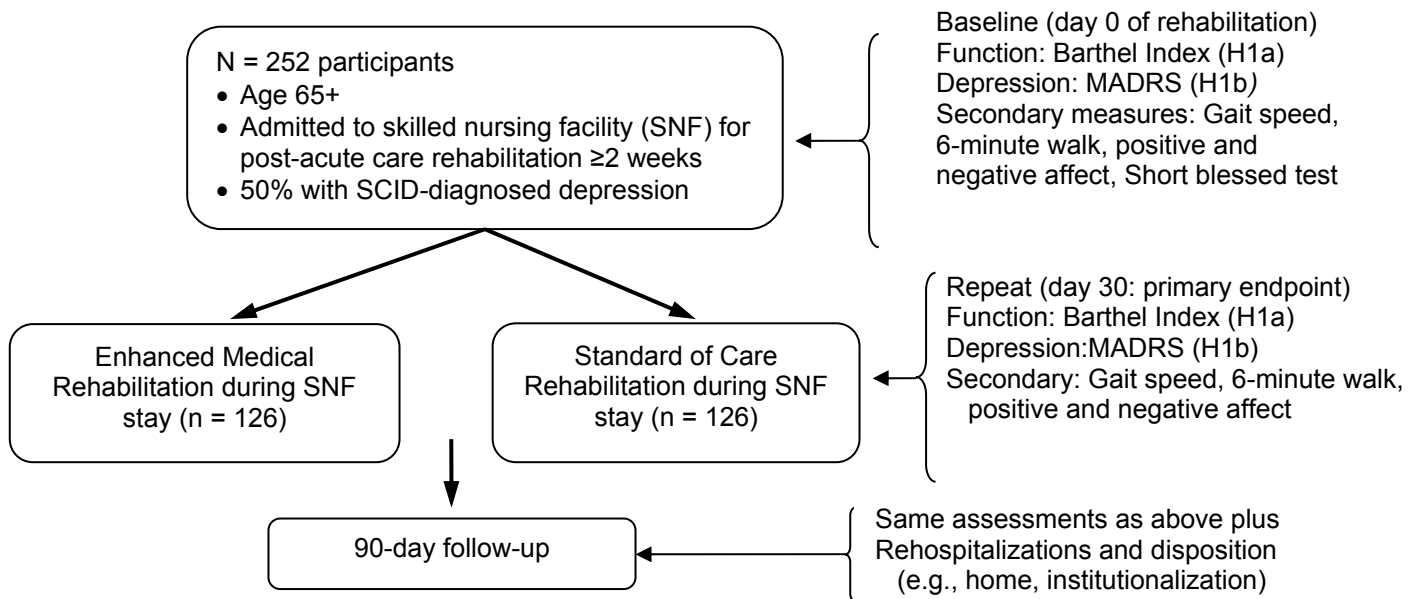 N = 252 participants
• Age 65+
• Admitted to skilled nursing facility (SNF) for
post-acute care rehabilitation ≥2 weeks
• 50% with SCID-diagnosed depression
Baseline (day 0 of rehabilitation)
Function: Barthel Index (H1a)
Depression: MADRS (H1b)
Secondary measures: Gait speed,
6-minute walk, positive and
negative affect, Short blessed test
Enhanced Medical
Rehabilitation during SNF
stay (n = 126)
Standard of Care
Rehabilitation during SNF
stay (n = 126)
Repeat (day 30: primary endpoint)
Function: Barthel Index (H1a)
Depression:MADRS (H1b)
Secondary: Gait speed, 6-minute walk,
positive and negative affect
90-day follow-up
Same assessments as above plus
Rehospitalizations and disposition
(e.g., home, institutionalization)